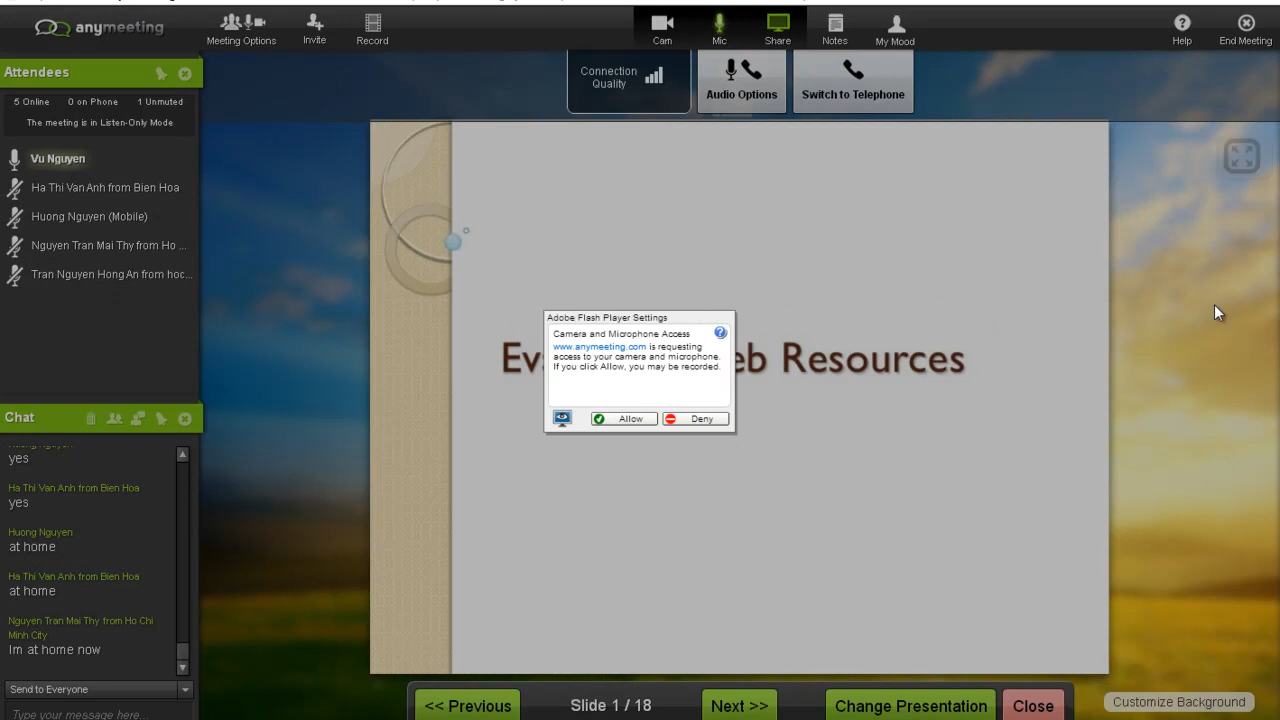 anymeeting
Meeting Options
Invite
Record
Cam
Mic
Share
Notes
My Mood
Help
End Meeting
Attendees
5 Online 0 on Phone 1 Unmuted
The meeting is in Listen-Only Mode
Vu Nguyen
Ha Thi Van Anh from Bien Hoa
Huong Nguyen (Mobile)
Nguyen Tran Mai Thy from Ho ...
Tran Nguyen Hong An from hoc...
Connection
Quality
Audio Options
Switch to Telephone
Adobe Flash Player Settings
Camera and Microphone Access
www.anymeeting.com is requesting
access to your camera and microphone.
If you click Allow, you may be recorded.
Allow
Deny
Resources
Chat
yes
Ha Thi Van Anh from Bien Hoa
yes
Huong Nguyen
at home
Ha Thi Van Anh from Bien Hoa
at home
Nguyen Tran Mai Thy from Ho Chi
Minh City
Im at home now
Send to Everyone
Type your message here...
<< Previous
Slide 1 / 18
Next >>
Change Presentation
Close
Customize Background